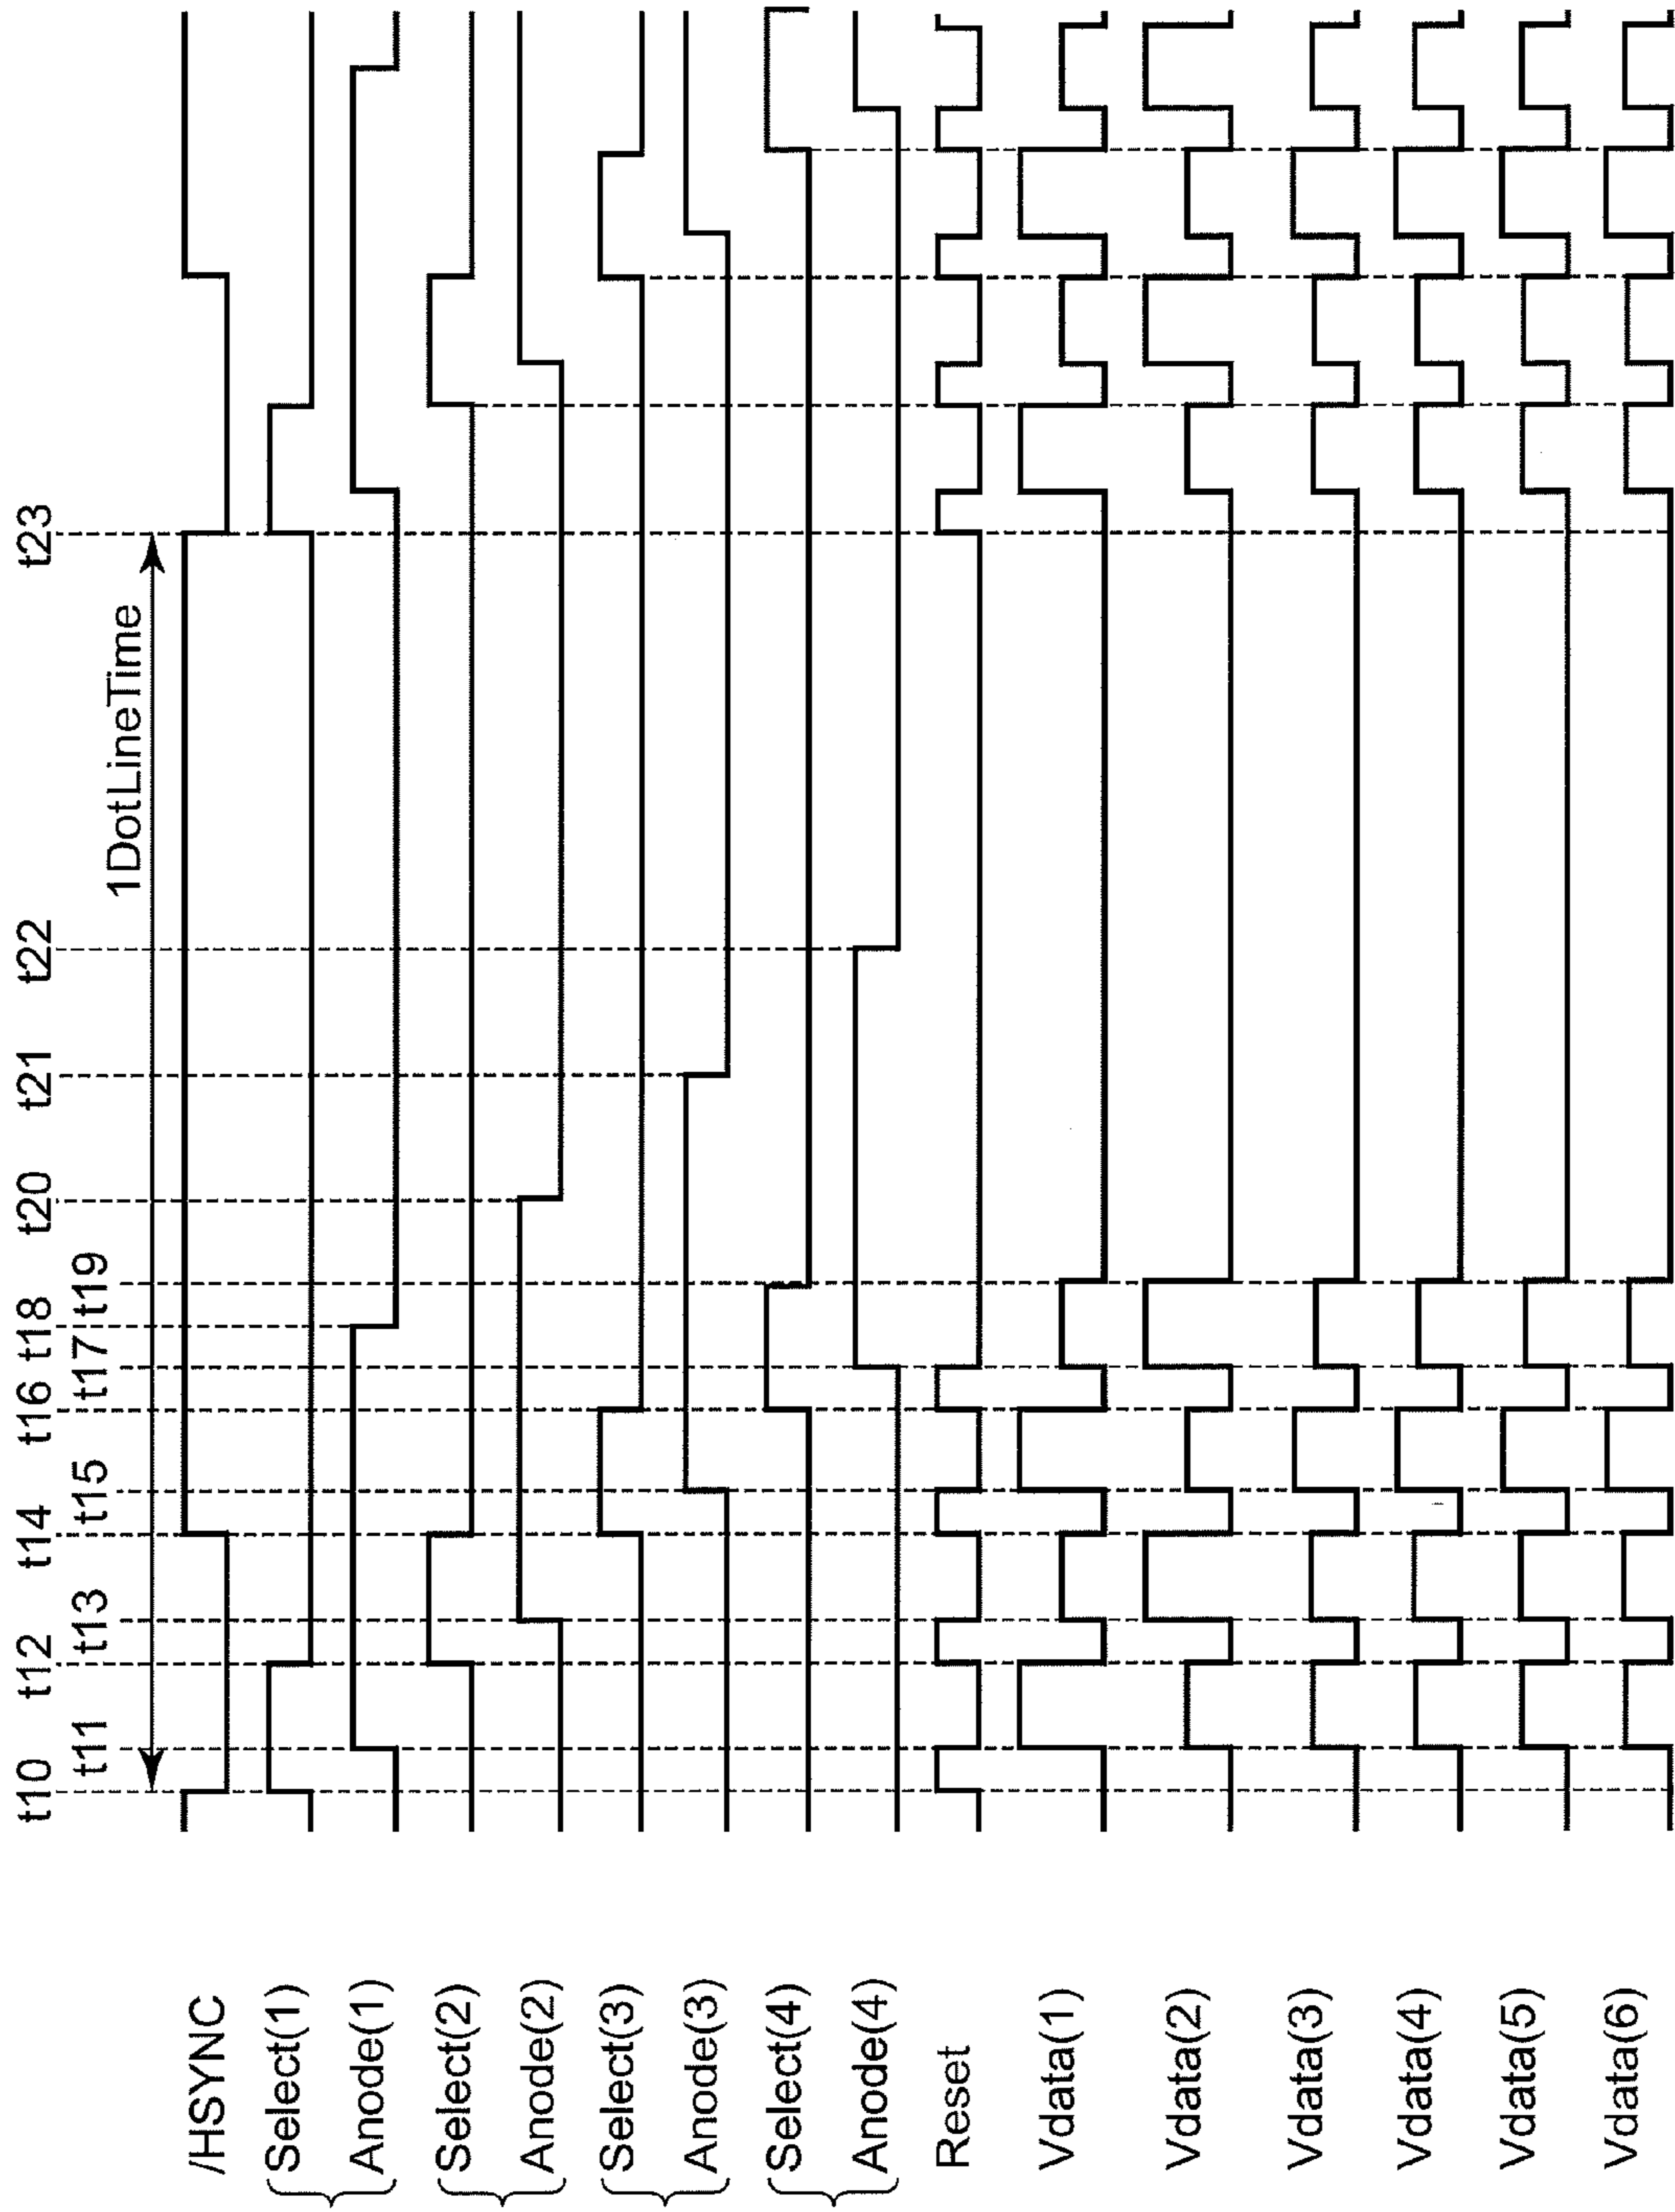 t10 t12 t14 t16 t18 t20 t21 t22 t23
t11 t13 t15 t17 t19
1DotLineTime
/HSYNC
Select(1)
Anode(1)
Select(2)
Anode(2)
Select(3)
Anode(3)
Select(4)
Anode(4)
Reset
Vdata(1)
Vdata(2)
Vdata(3)
Vdata(4)
Vdata(5)
Vdata(6)